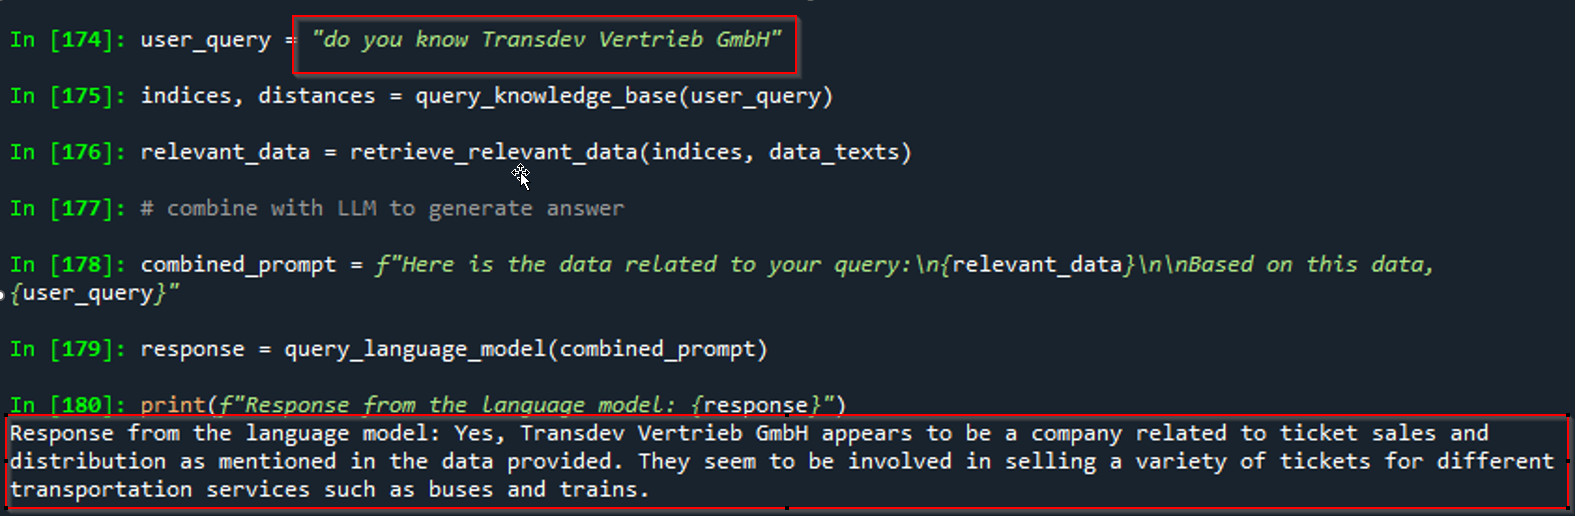 In [174]: user_query = "do you know Transdev Vertrieb GmbH"
In [175]: indices, distances = query_knowledge_base(user_query)
In [176]: relevant_data = retrieve_relevant_data(indices, data_texts)
In [177]: # combine with LLM to generate answer
In [178]: combined_prompt = f"Here is the data related to your query:\n{relevant_data}\n\nBased on this data,
{user_query}"
In [179]: response = query_language_model(combined_prompt)
In [180]: print(f"Response from the language model: {response}")
Response from the language model: Yes, Transdev Vertrieb GmbH appears to be a company related to ticket sales and
distribution as mentioned in the data provided. They seem to be involved in selling a variety of tickets for different
transportation services such as buses and trains.